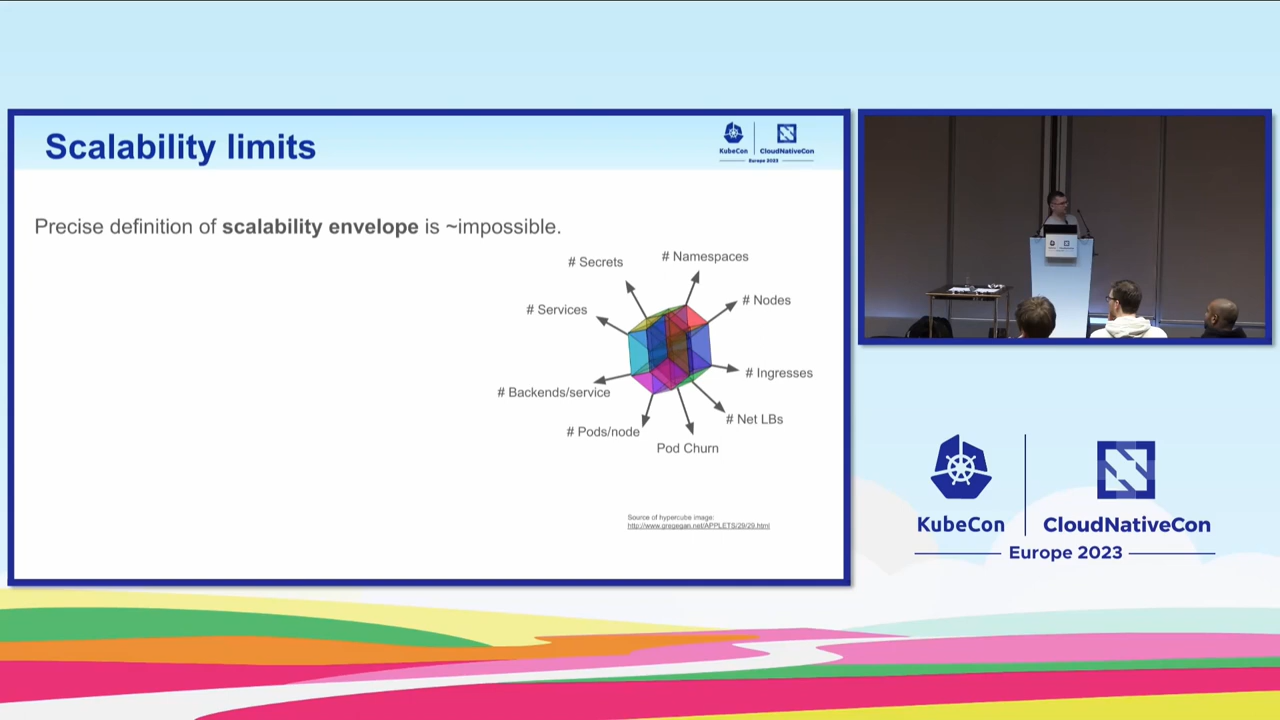 Scalability limits
KubeCon
CloudNativeCon
Europe 2023
Precise definition of scalability envelope is ~impossible.
# Secrets
# Namespaces
# Services
# Nodes
# Backends/service
# Ingresses
# Pods/node
# Net LBs
Pod Churn
Source of hypercube image:
http://www.gregegan.net/APPLETS/29/29.html
KubeCon
CloudNativeCon
Europe 2023